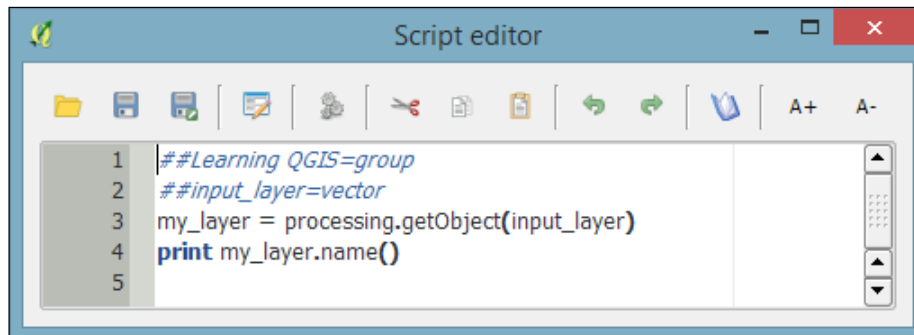 Script editor
A+ A-
1 ##Learning QGIS=group
2 ##input_layer=vector
3 my_layer = processing.getObject(input_layer)
4 print my_layer.name()
5